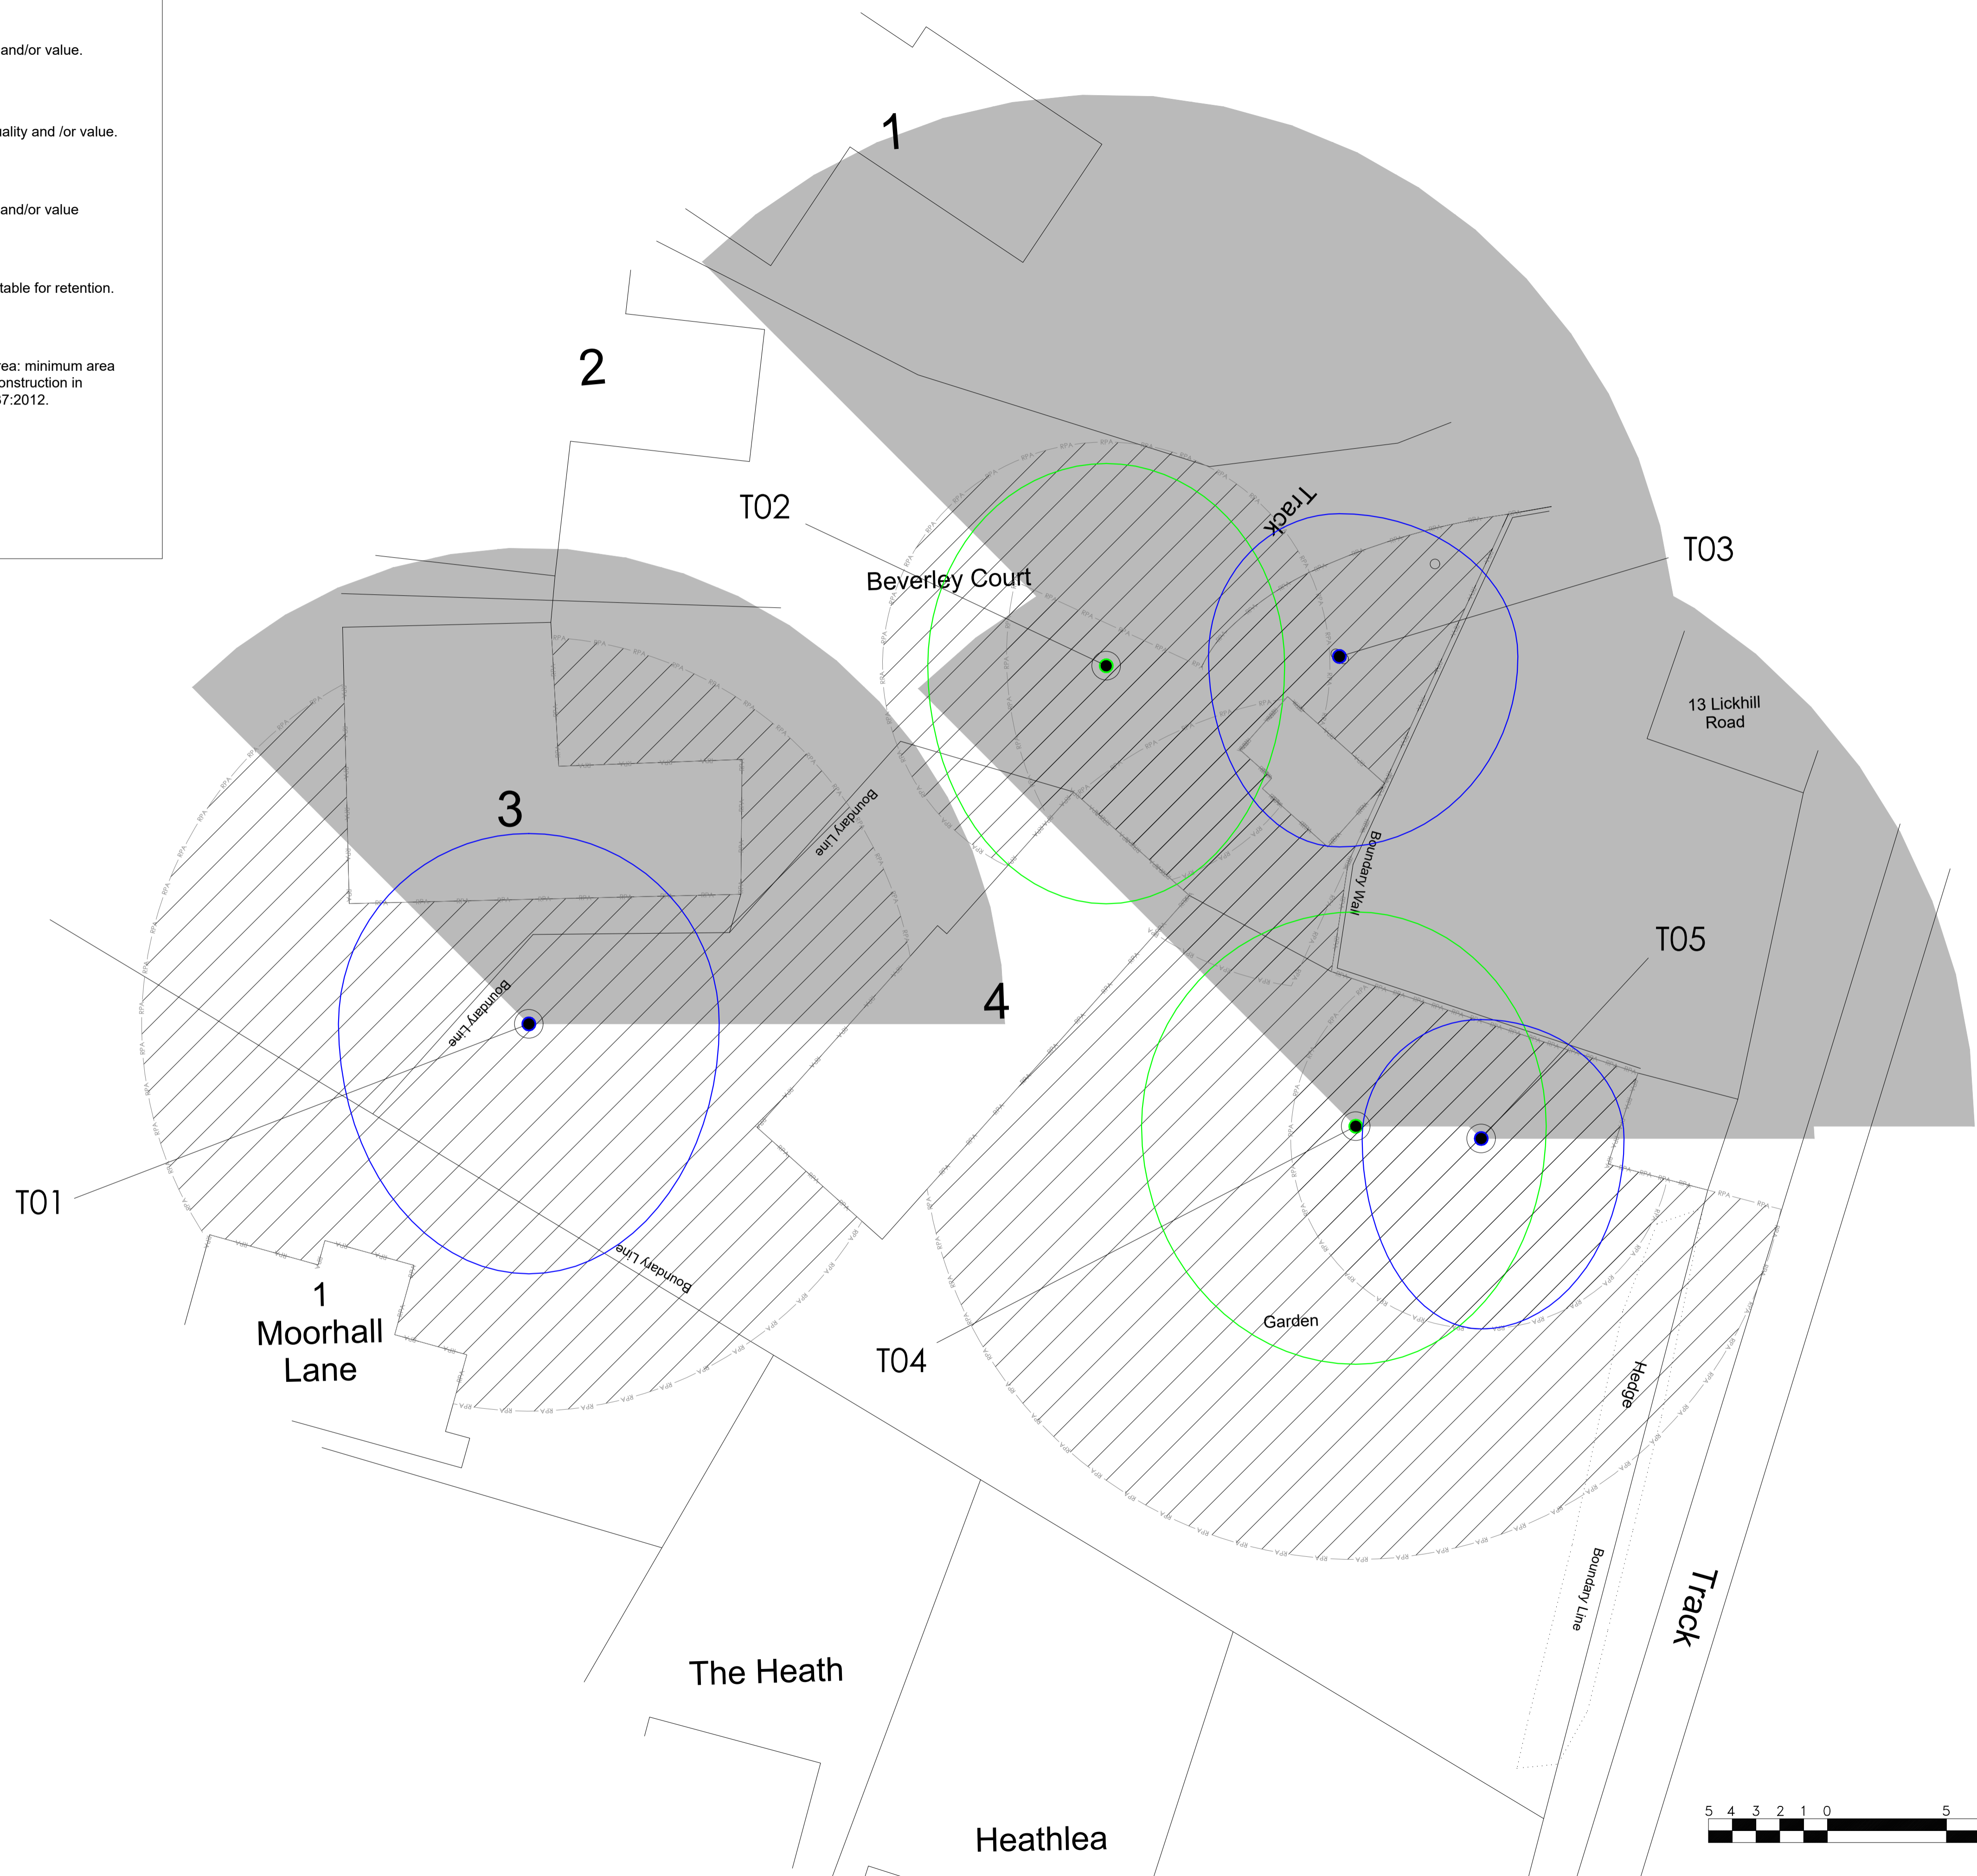 and/or value.
uality and /or value.
and/or value
table for retention.
rea: minimum area
onstruction in
37:2012.
1
2
T02
Track
T03
Beverley Court
13 Lickhill
Road
3
Boundary Line
Boundary Wall
T05
4
Boundary Line
T01
Boundary Line
1
Moorhall
Lane
Garden
T04
Hedge
Boundary Line
Track
The Heath
Heathlea
5 4 3 2 1 0 5
RPA